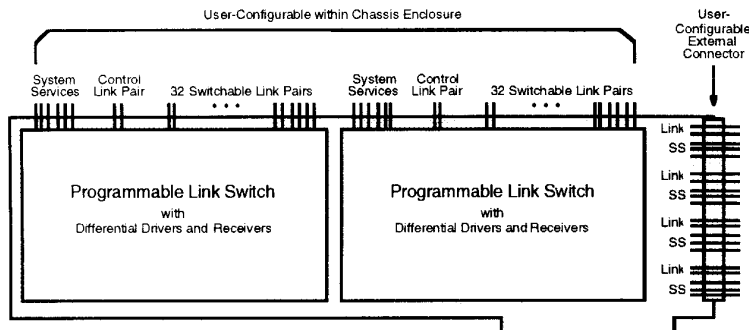 User-Configurable within Chassis Enclosure
User-
Configurable
External
Connector
System
Services
Control
Link Pair
32 Switchable Link Pairs
System
Services
Control
Link Pair
32 Switchable Link Pairs
Programmable Link Switch
with
Differential Drivers and Receivers
Programmable Link Switch
with
Differential Drivers and Receivers
Link
SS
Link
SS
Link
SS
Link
SS